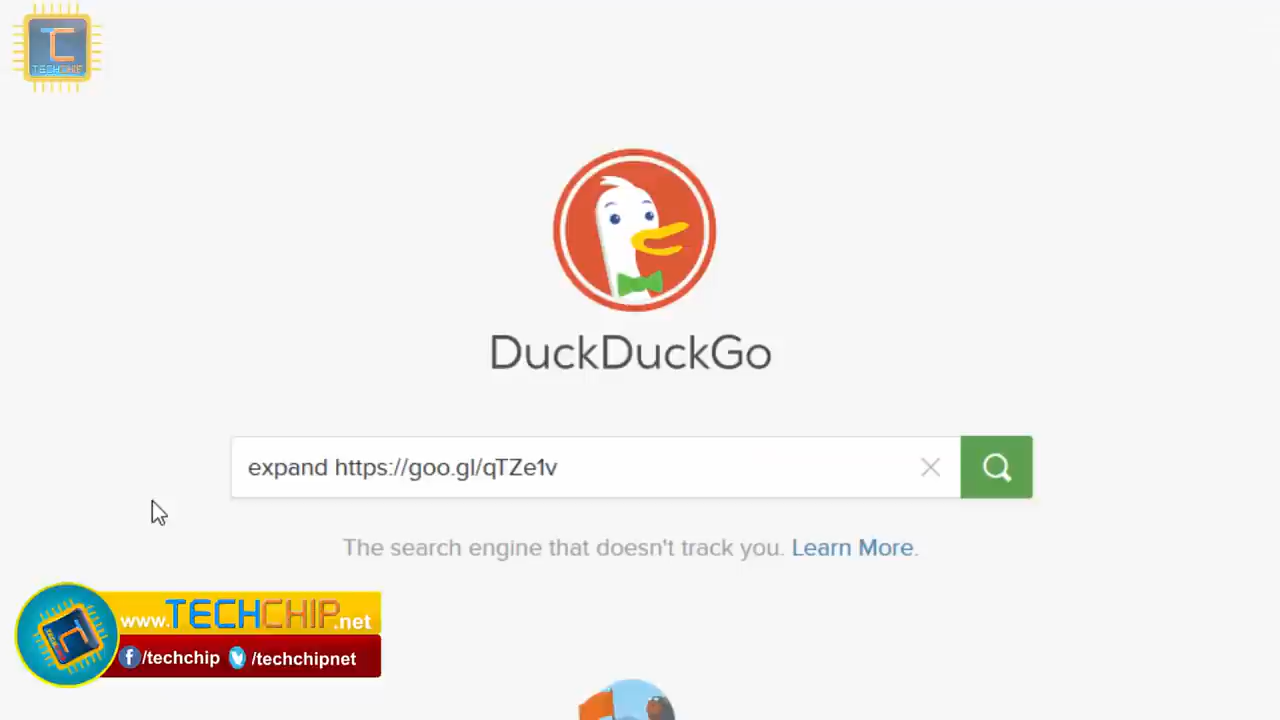 TC
TECHCHIP
DuckDuckGo
expand https://goo.gl/qTZe1v
The search engine that doesn't track you. Learn More.
www.TECHCHIP.net
f/techchip /techchipnet